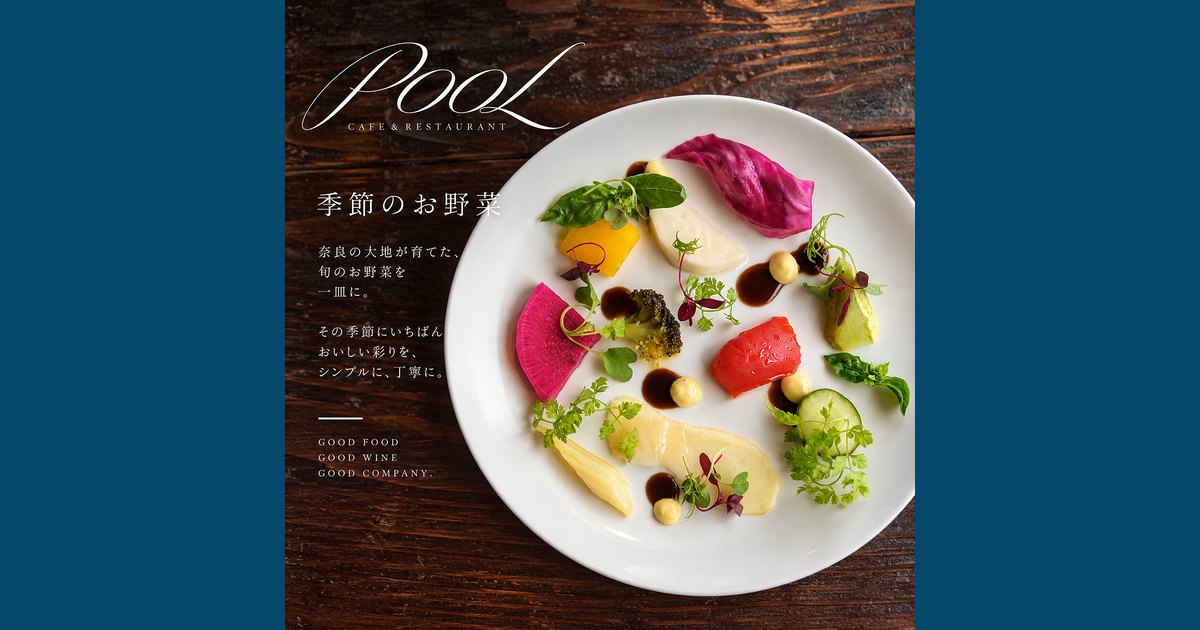 POOL
CAFE & RESTAURANT
季節のお野菜
奈良の大地が育てた、
旬のお野菜を
一皿に。
その季節にいちばん
おいしい彩りを、
シンプルに、丁寧に。
GOOD FOOD
GOOD WINE
GOOD COMPANY.